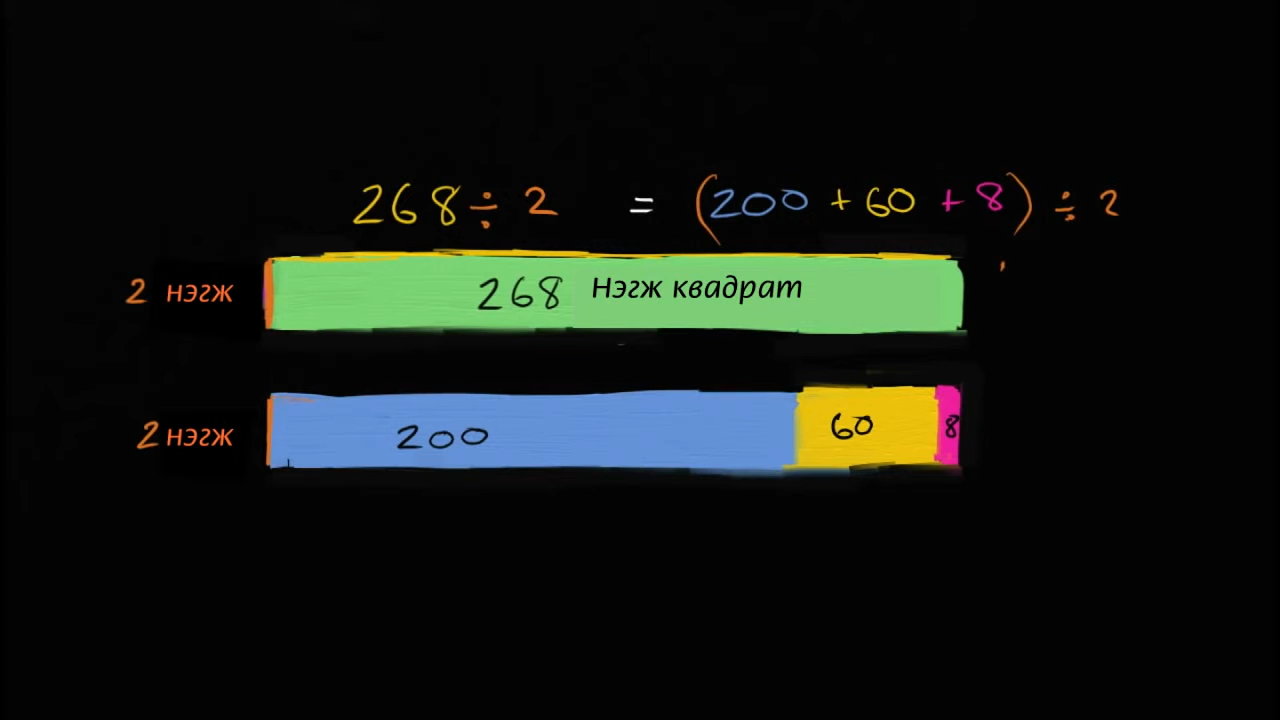 268 ÷ 2 = (200 + 60 + 8) ÷ 2
2 нэгж 268 Нэгж квадрат
2 нэгж 200 60 8